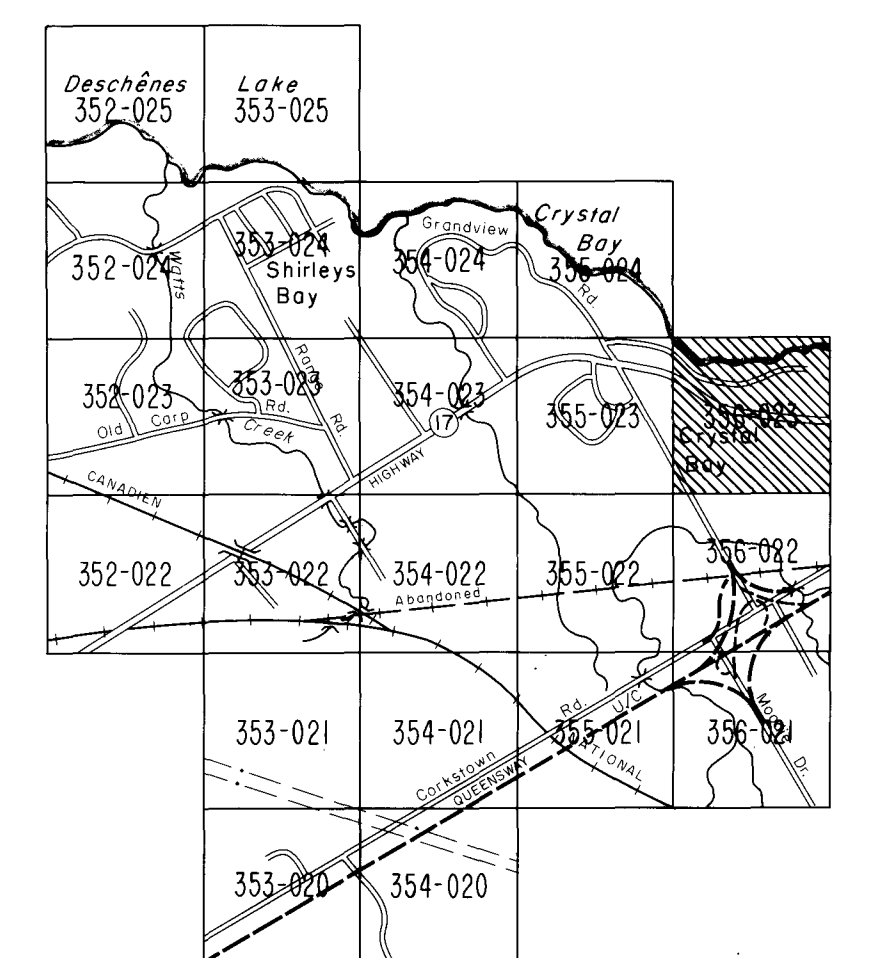 Deschênes Lake
352-025 353-025
Grandview
Crystal
Bay
353-024
352-024 Watts Shirleys 354-024 355-024
Bay Rd.
Range
352-023 353-023 354-023 355-023 356-023
Old Carp Rd.
Creek Rd. 17 Crystal
Bay
CANADIEN HIGHWAY
352-022 353-022 354-022 355-022 356-022
Abandoned
353-021 354-021 Rd. U/C 355-021 356-021
Corkstown NATIONAL Moodie Dr.
QUEENSWAY
353-020 354-020